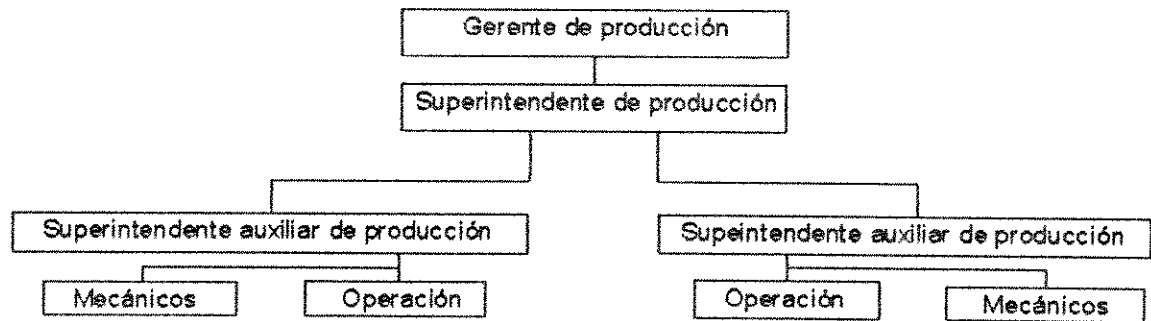 Gerente de producción
Superintendente de producción
Superintendente auxiliar de producción
Supeintendente auxiliar de producción
Mecánicos
Operación
Operación
Mecánicos